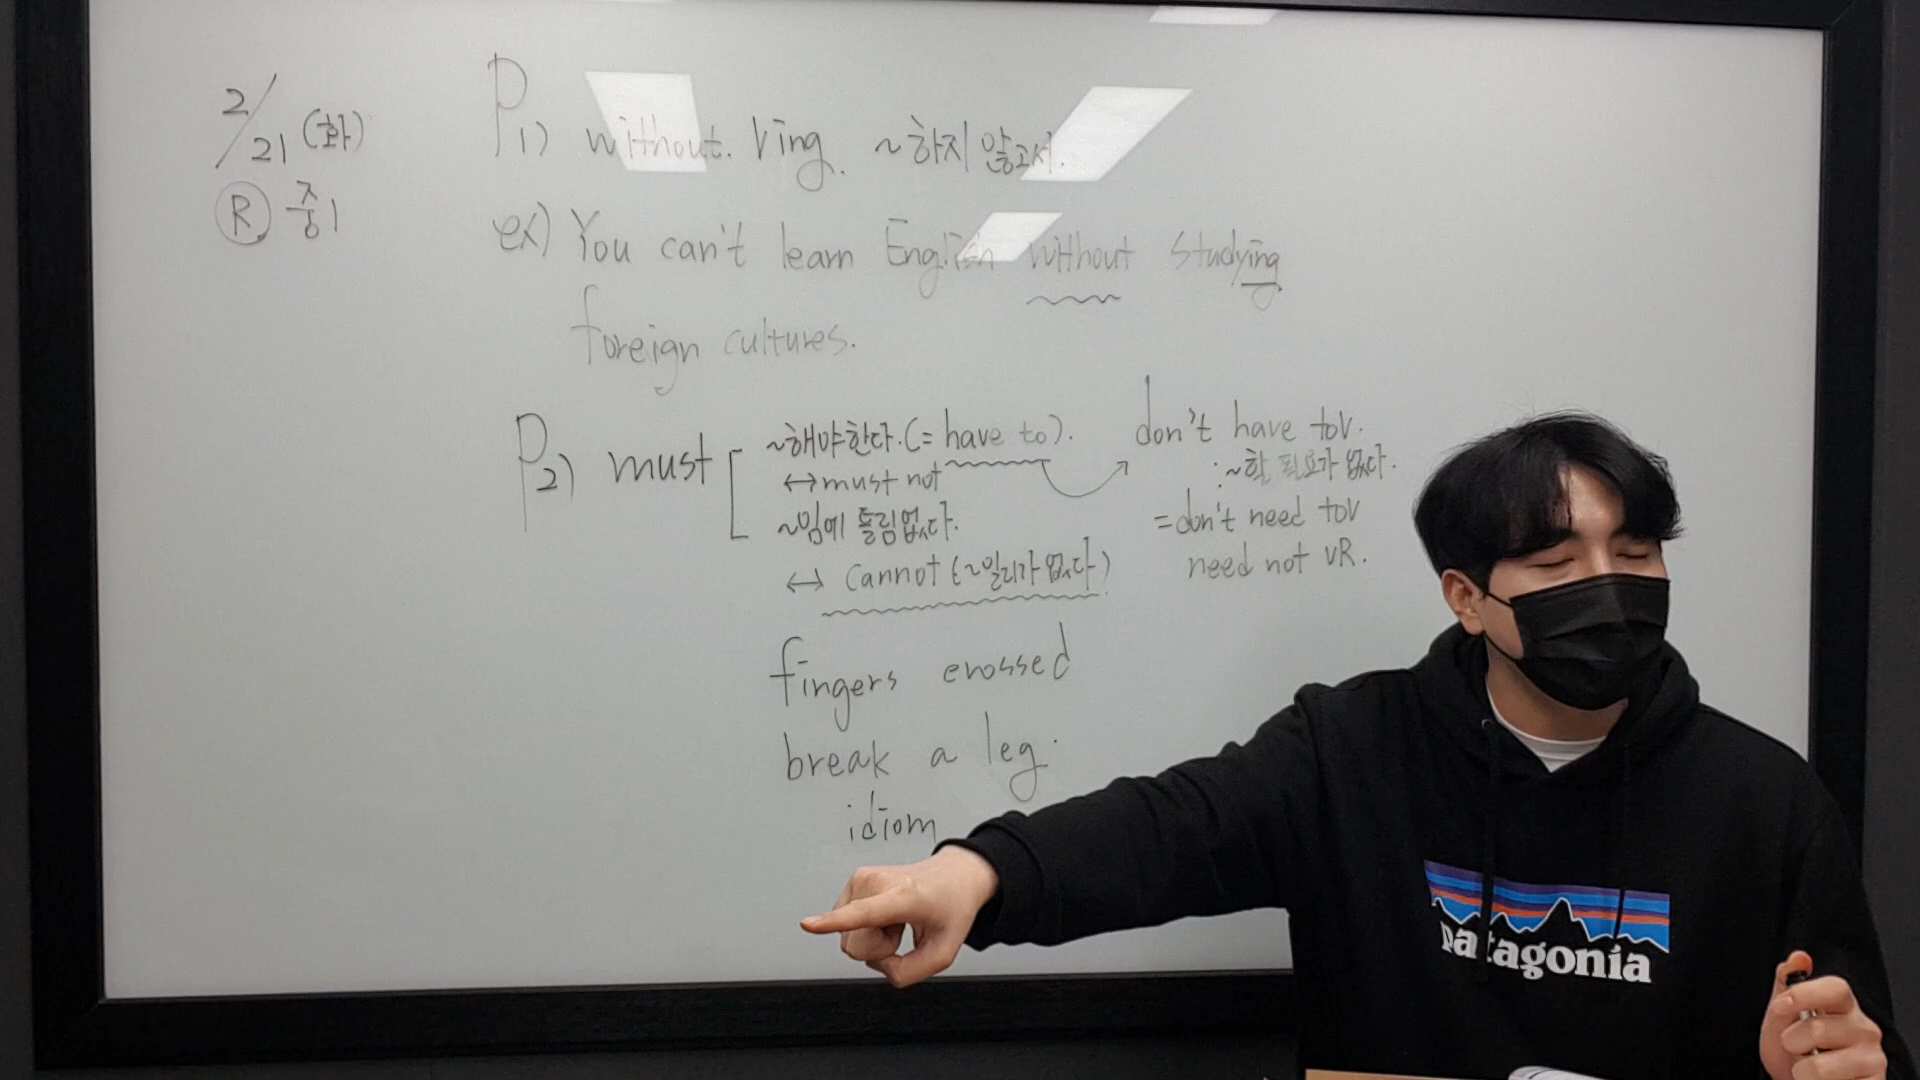 2/21 (화)
Ⓡ 중1
P1) without. Ving. ~하지 않고서.
ex) You can't learn English without studying
foreign cultures.
P2) must [ ~해야한다.(= have to).
↔ must not
~임에 틀림없다.
↔ cannot (~일리가 없다)
don't have toV.
: ~할 필요가 없다.
= don't need toV
need not VR.
fingers crossed
break a leg.
idiom
patagonia